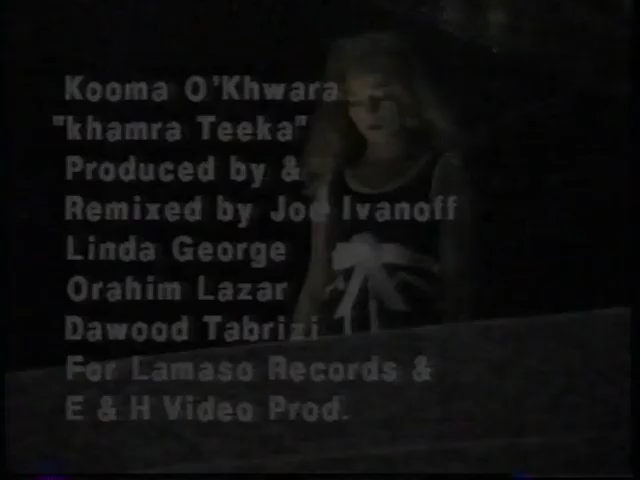 Kooma O'Khwara
"khamra Teeka"
Produced by &
Remixed by Joe Ivanoff
Linda George
Orahim Lazar
Dawood Tabrizi
For Lamaso Records &
E & H Video Prod.